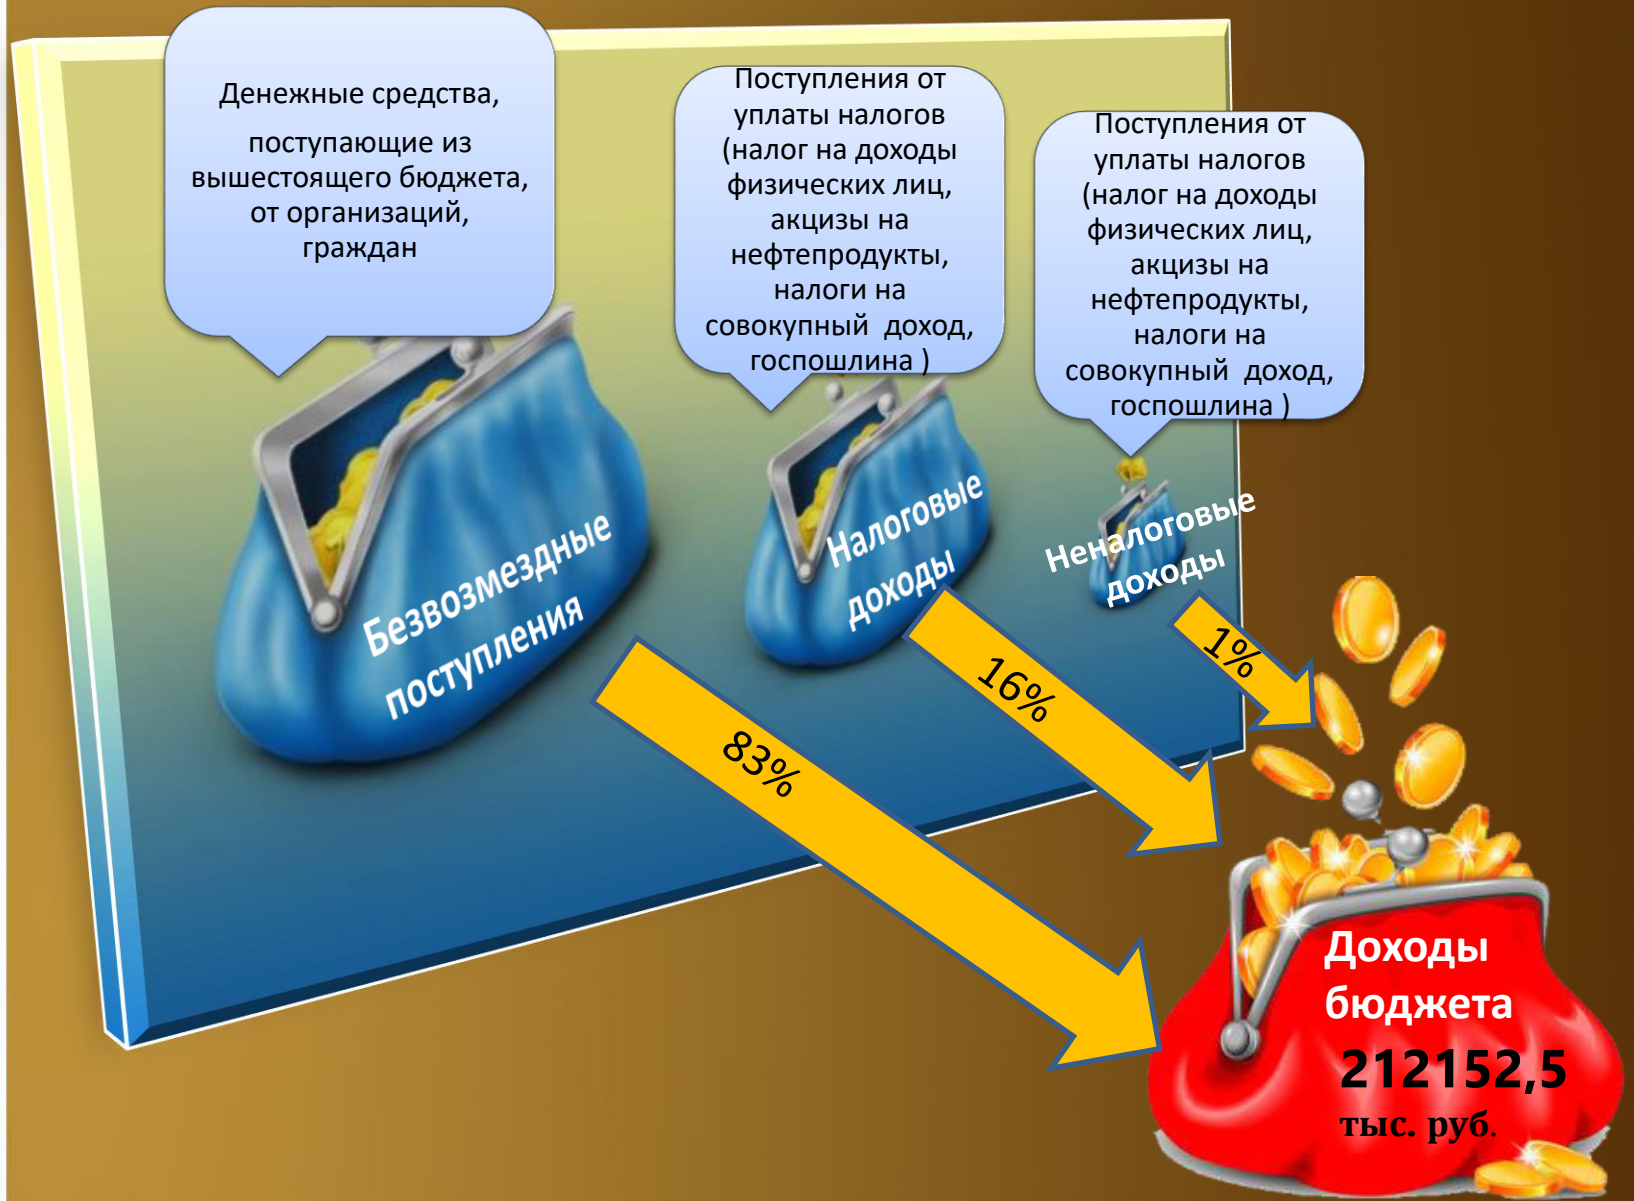 Денежные средства,
поступающие из
вышестоящего бюджета,
от организаций,
граждан
Поступления от
уплаты налогов
(налог на доходы
физических лиц,
акцизы на
нефтепродукты,
налоги на
совокупный доход,
госпошлина )
Поступления от
уплаты налогов
(налог на доходы
физических лиц,
акцизы на
нефтепродукты,
налоги на
совокупный доход,
госпошлина )
Безвозмездные
поступления
Налоговые
доходы
Неналоговые
доходы
83%
16%
1%
Доходы
бюджета
212152,5
тыс. руб.